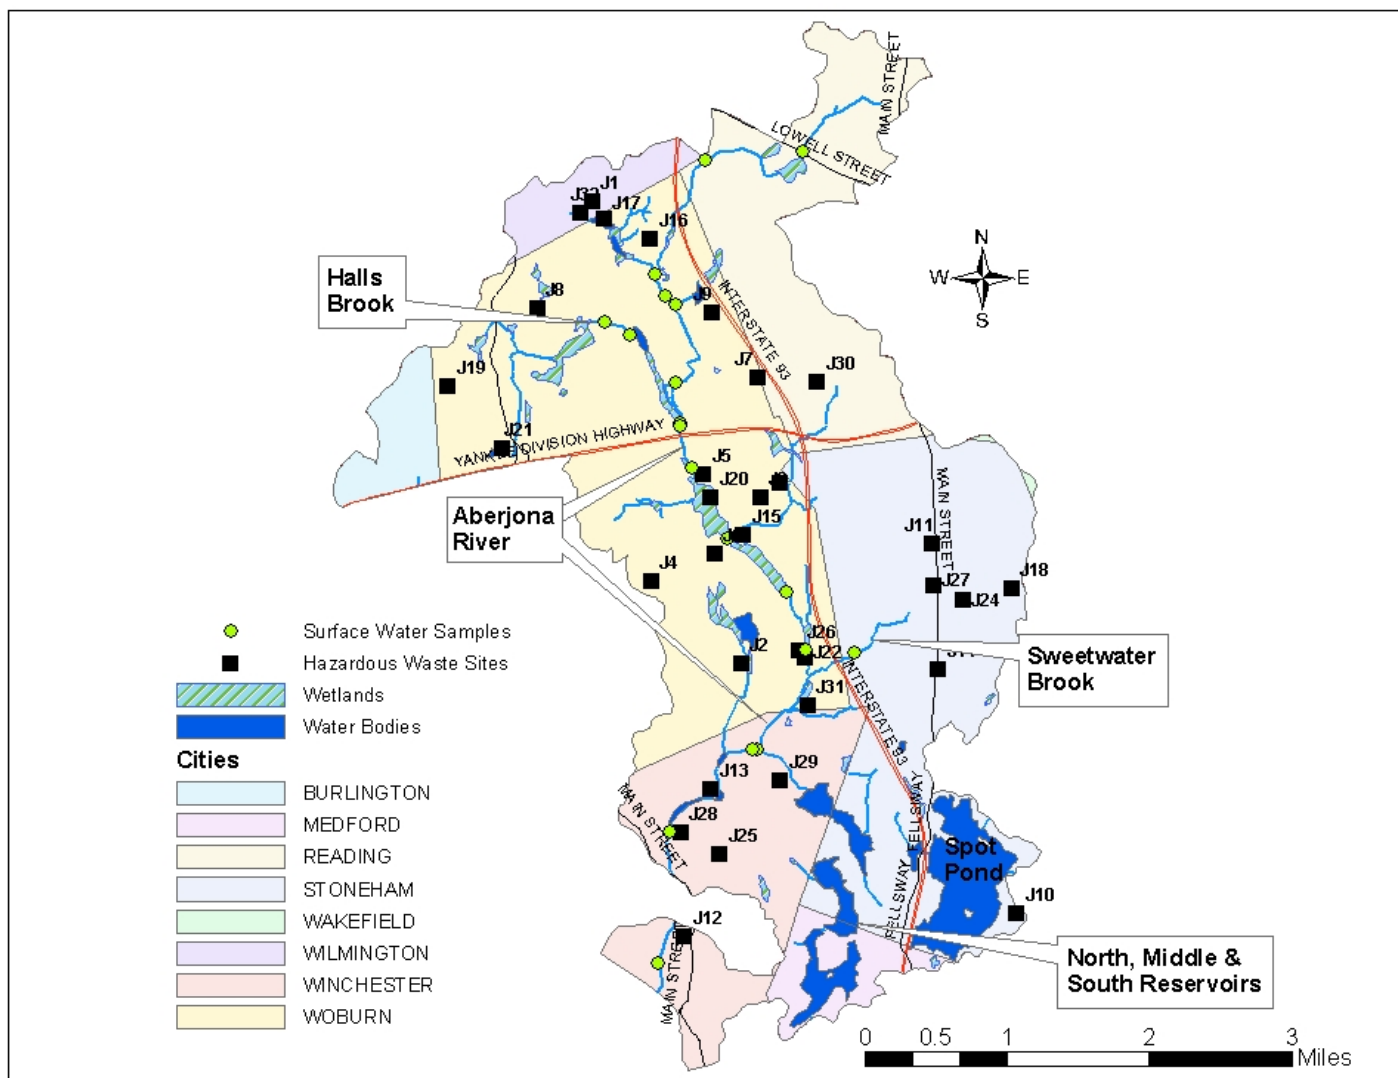 MAIN STREET
LOWELL STREET
J1
J17
J16
N
W
E
S
Halls
Brook
J8
J9
INTERSTATE 93
J7
J30
J19
J21
DIVISION HIGHWAY
J5
J20
J15
Aberjona
River
MAIN STREET
J11
J18
J27
J24
J4
J26
J22
J2
J31
Sweetwater
Brook
INTERSTATE 93
Surface Water Samples
Hazardous Waste Sites
Wetlands
Water Bodies
Cities
BURLINGTON
MEDFORD
READING
STONEHAM
WAKEFIELD
WILMINGTON
WINCHESTER
WOBURN
J13
J29
MAIN STREET
J28
J25
FELLSWAY
FELLSWAY
Spot
Pond
J10
J12
MAIN STREET
North, Middle &
South Reservoirs
0 0.5 1 2 3
Miles